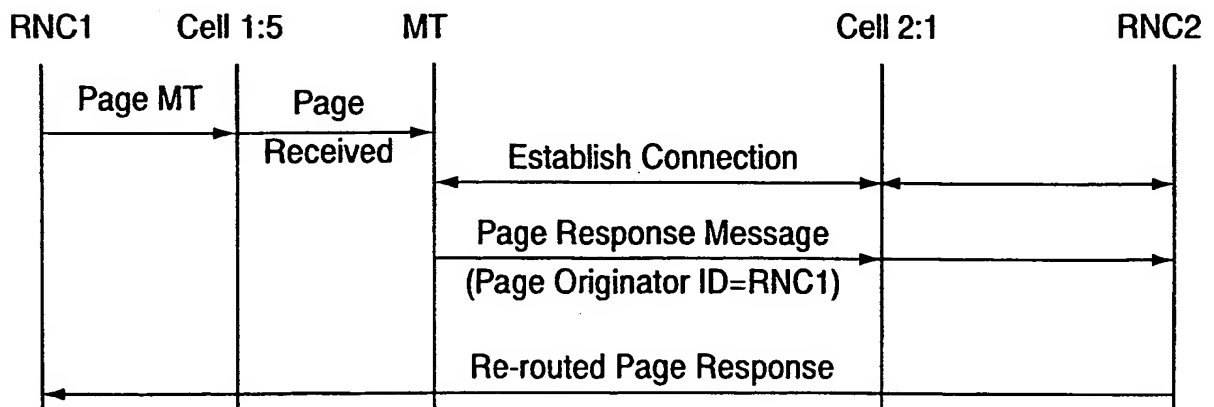 RNC1 Cell 1:5 MT Cell 2:1 RNC2
Page MT
Page
Received
Establish Connection
Page Response Message
(Page Originator ID=RNC1)
Re-routed Page Response